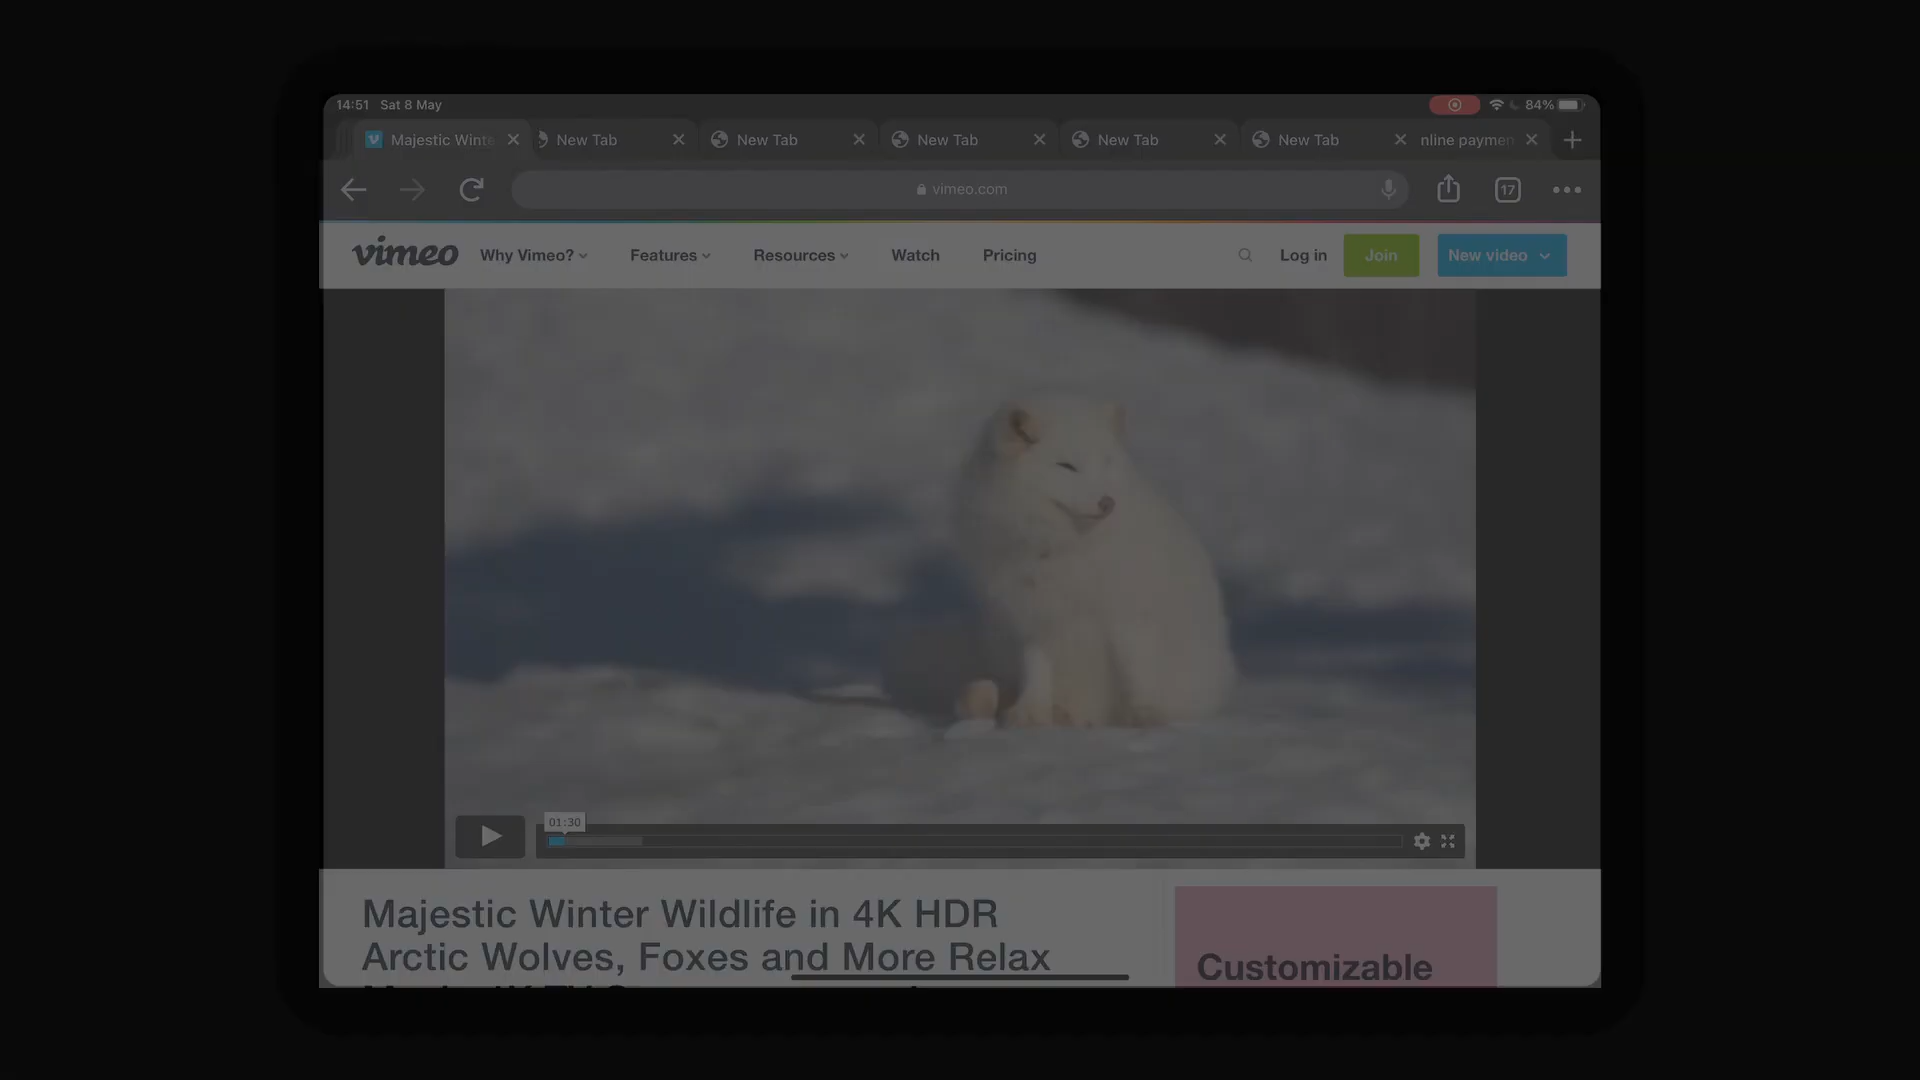 14:51 Sat 8 May 84%
Majestic Winte New Tab New Tab New Tab New Tab New Tab nline paymen
vimeo.com 17
vimeo Why Vimeo? Features Resources Watch Pricing Log in Join New video
01:30
Majestic Winter Wildlife in 4K HDR
Arctic Wolves, Foxes and More Relax
Customizable